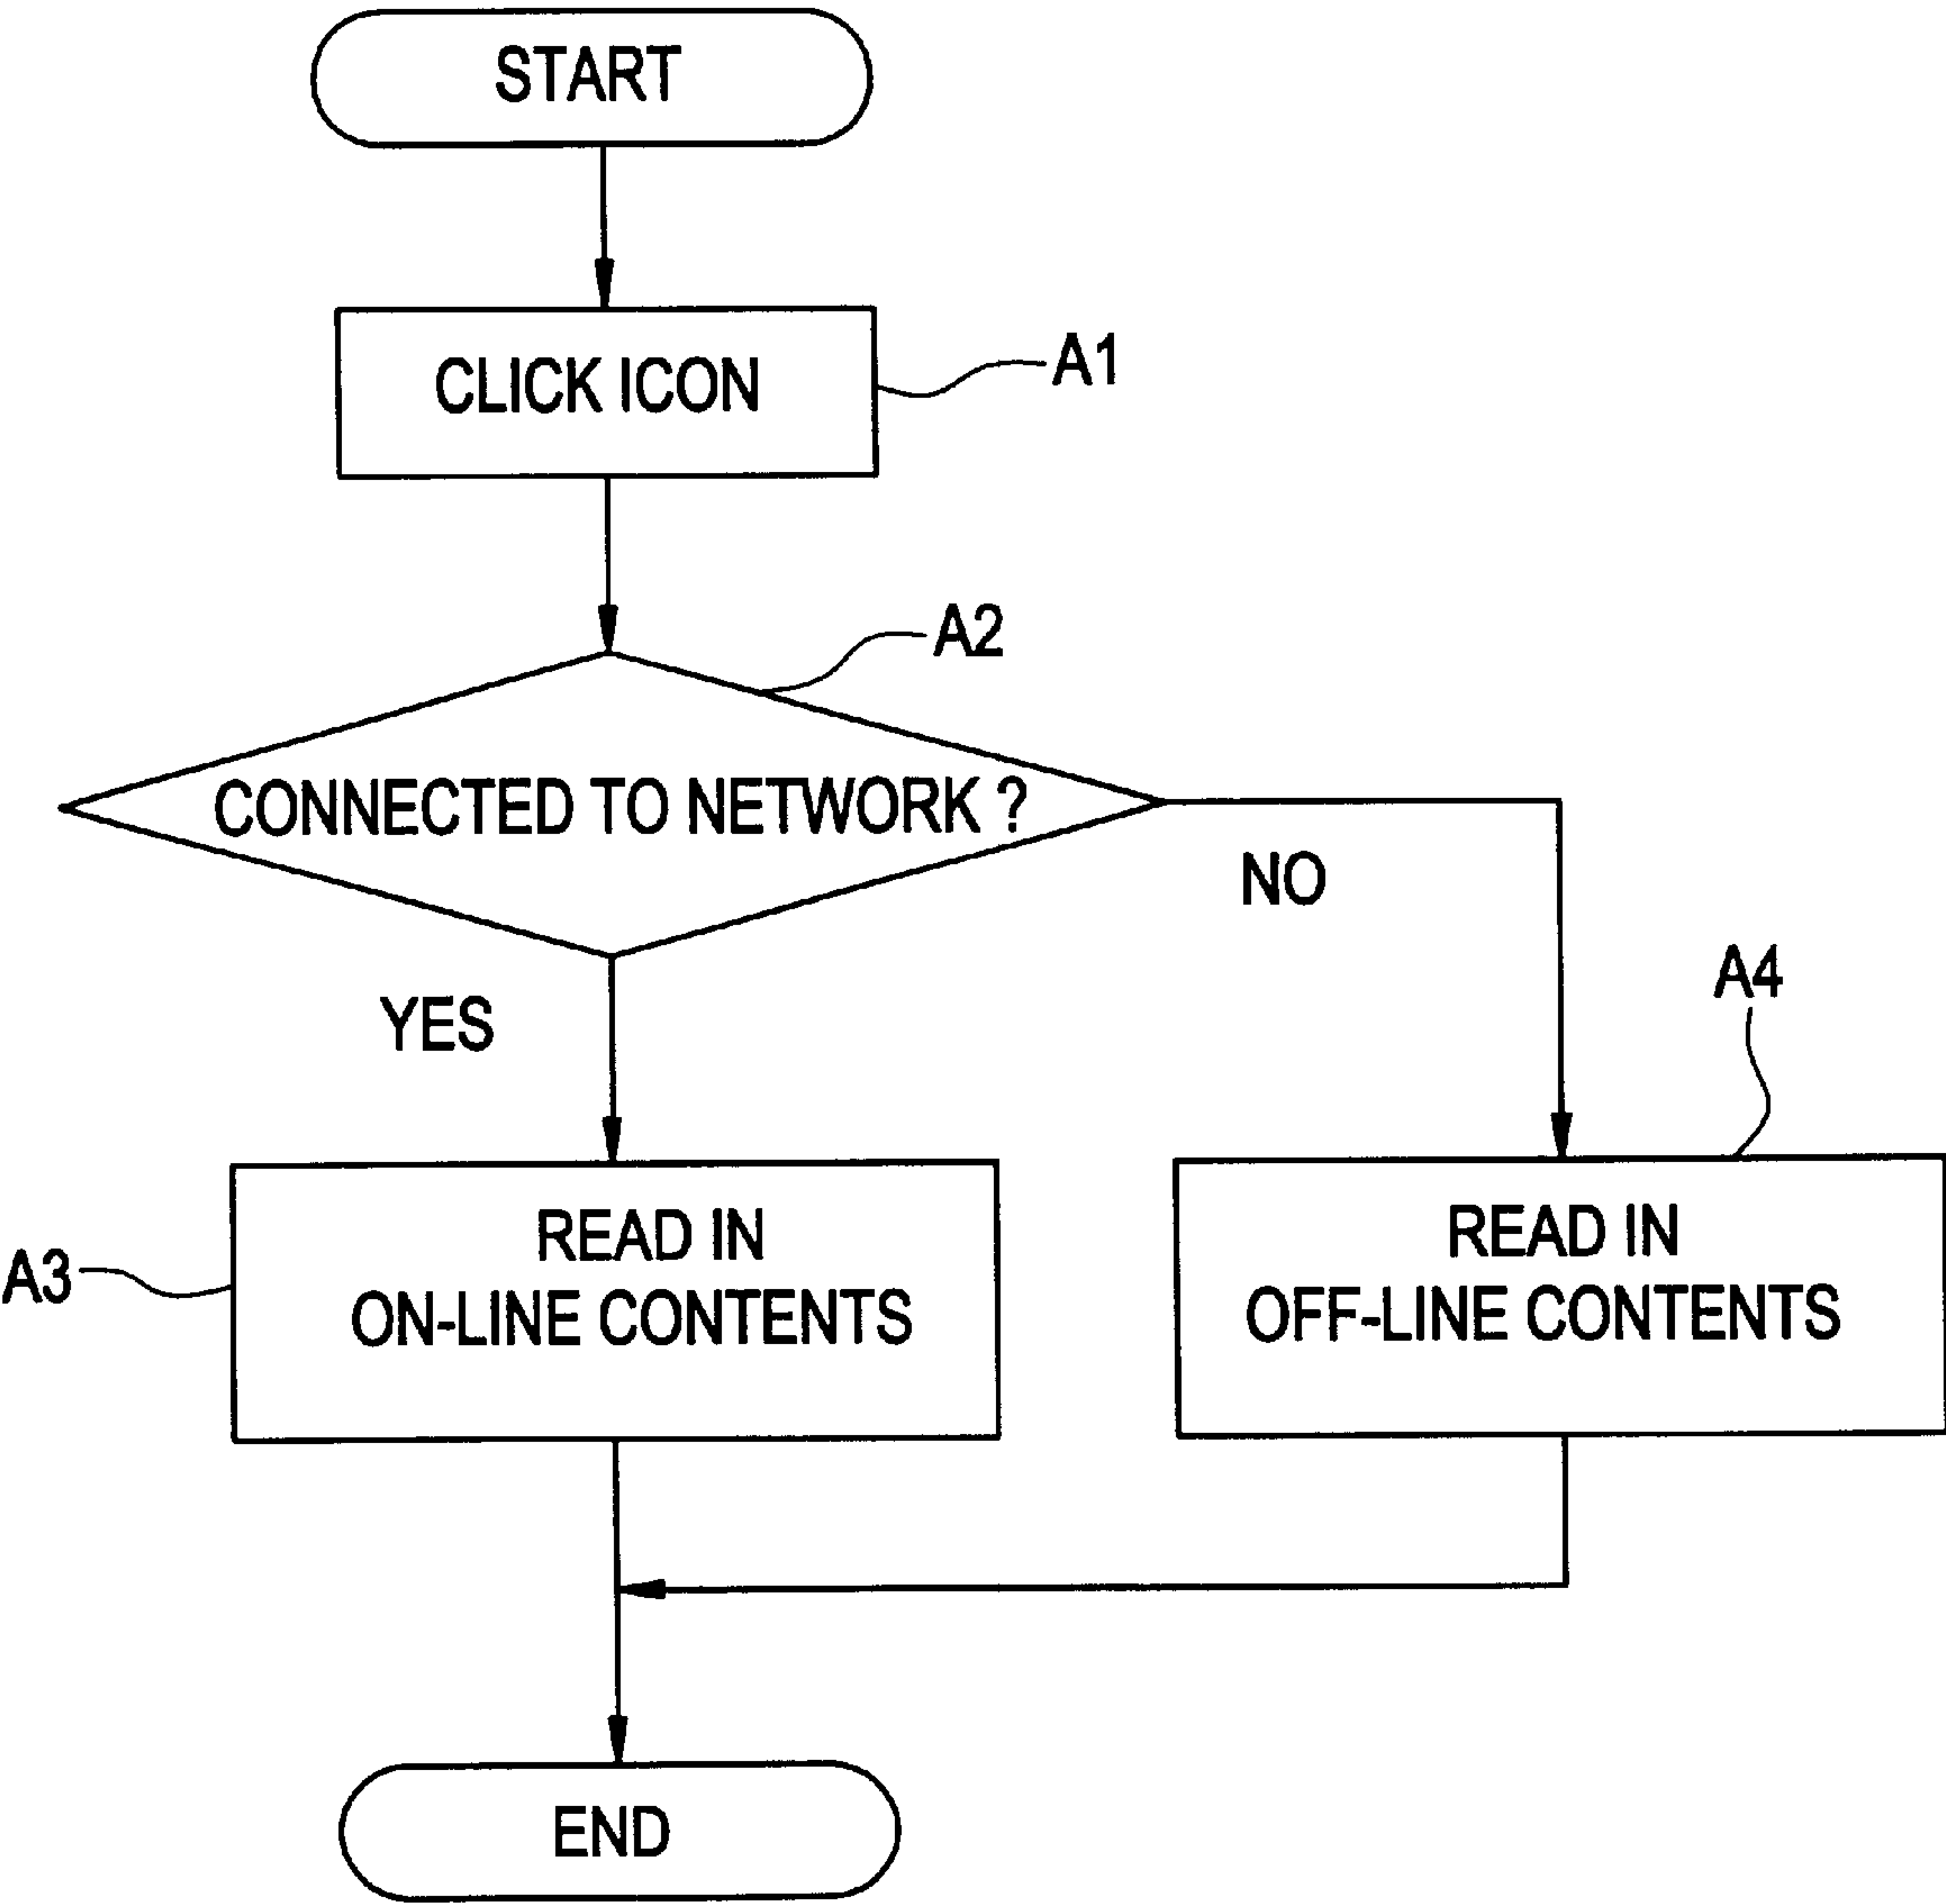 START
CLICK ICON
A1
A2
CONNECTED TO NETWORK ?
NO
YES
A4
READ IN
ON-LINE CONTENTS
A3
READ IN
OFF-LINE CONTENTS
END